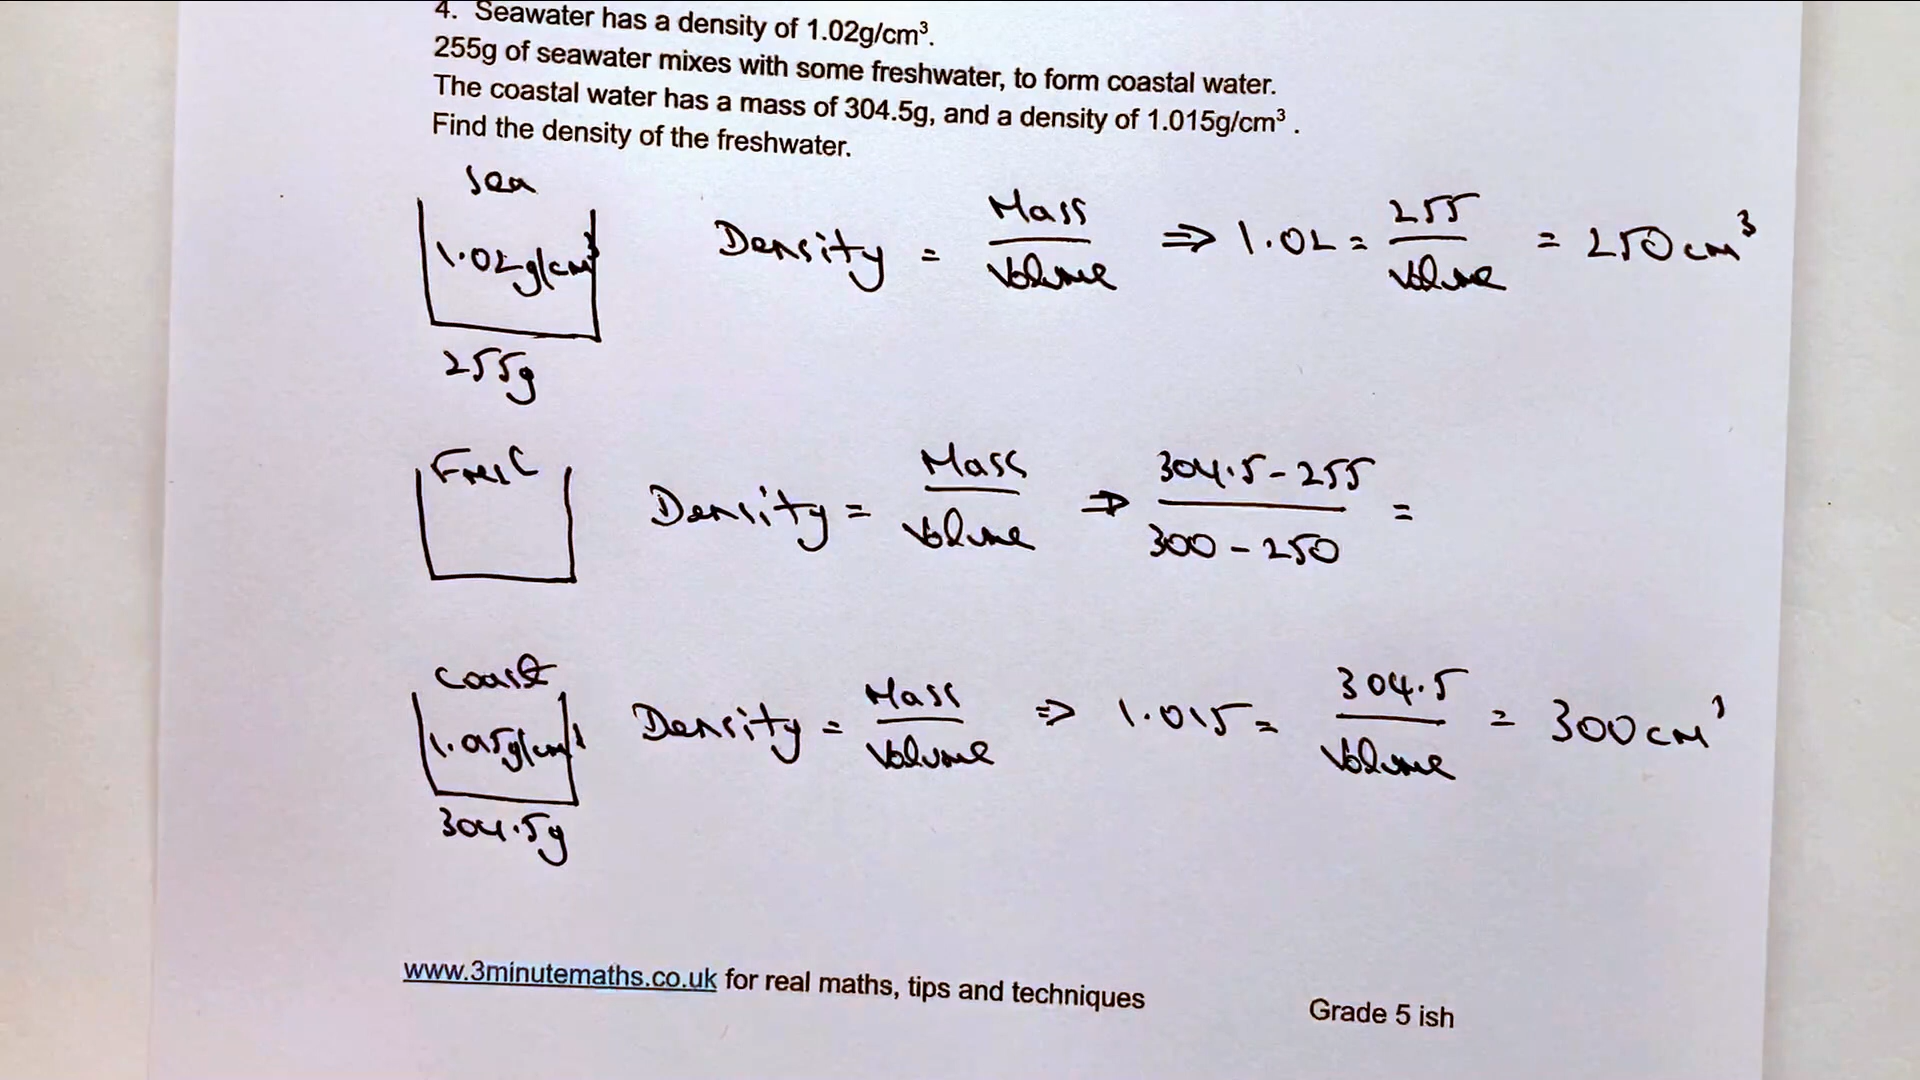 4. Seawater has a density of 1.02g/cm³.
255g of seawater mixes with some freshwater, to form coastal water.
The coastal water has a mass of 304.5g, and a density of 1.015g/cm³ .
Find the density of the freshwater.
Sea
1.02g/cm³
255g
Density = Mass / Volume ⇒ 1.02 = 255 / Volume = 250cm³
Fresh
Density = Mass / Volume ⇒ 304.5 - 255 / 300 - 250 =
Coast
1.015g/cm³
304.5g
Density = Mass / Volume ⇒ 1.015 = 304.5 / Volume = 300cm³
www.3minutemaths.co.uk for real maths, tips and techniques
Grade 5 ish